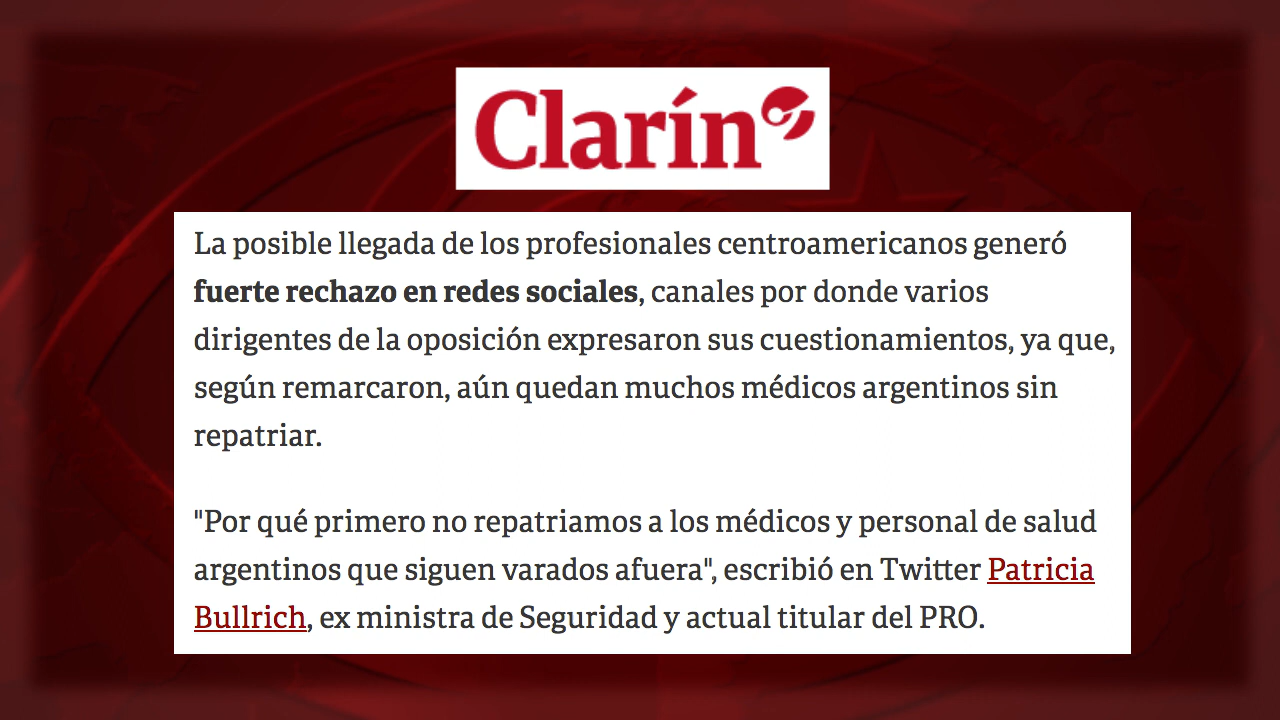 Clarín
La posible llegada de los profesionales centroamericanos generó
fuerte rechazo en redes sociales, canales por donde varios
dirigentes de la oposición expresaron sus cuestionamientos, ya que,
según remarcaron, aún quedan muchos médicos argentinos sin
repatriar.
"Por qué primero no repatriamos a los médicos y personal de salud
argentinos que siguen varados afuera", escribió en Twitter Patricia
Bullrich, ex ministra de Seguridad y actual titular del PRO.